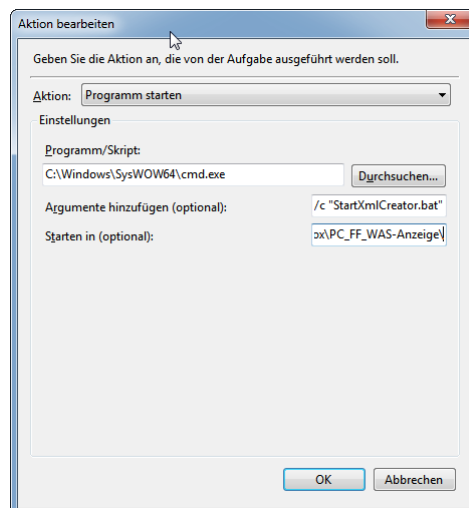 Aktion bearbeiten
Geben Sie die Aktion an, die von der Aufgabe ausgeführt werden soll.
Aktion: Programm starten
Einstellungen
Programm/Skript:
C:\Windows\SysWOW64\cmd.exe Durchsuchen...
Argumente hinzufügen (optional): /c "StartXmlCreator.bat"
Starten in (optional): ox\PC_FF_WAS-Anzeige\
OK Abbrechen